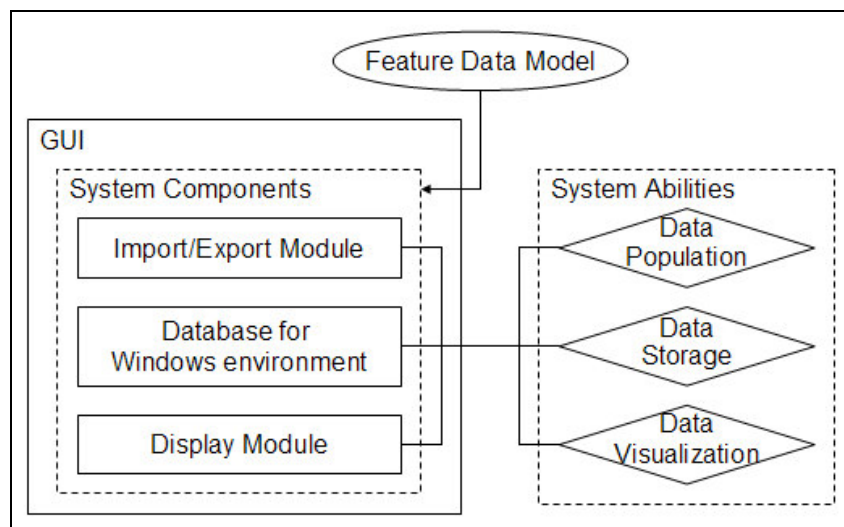 Feature Data Model
GUI
System Components
Import/Export Module
Database for
Windows environment
Display Module
System Abilities
Data
Population
Data
Storage
Data
Visualization